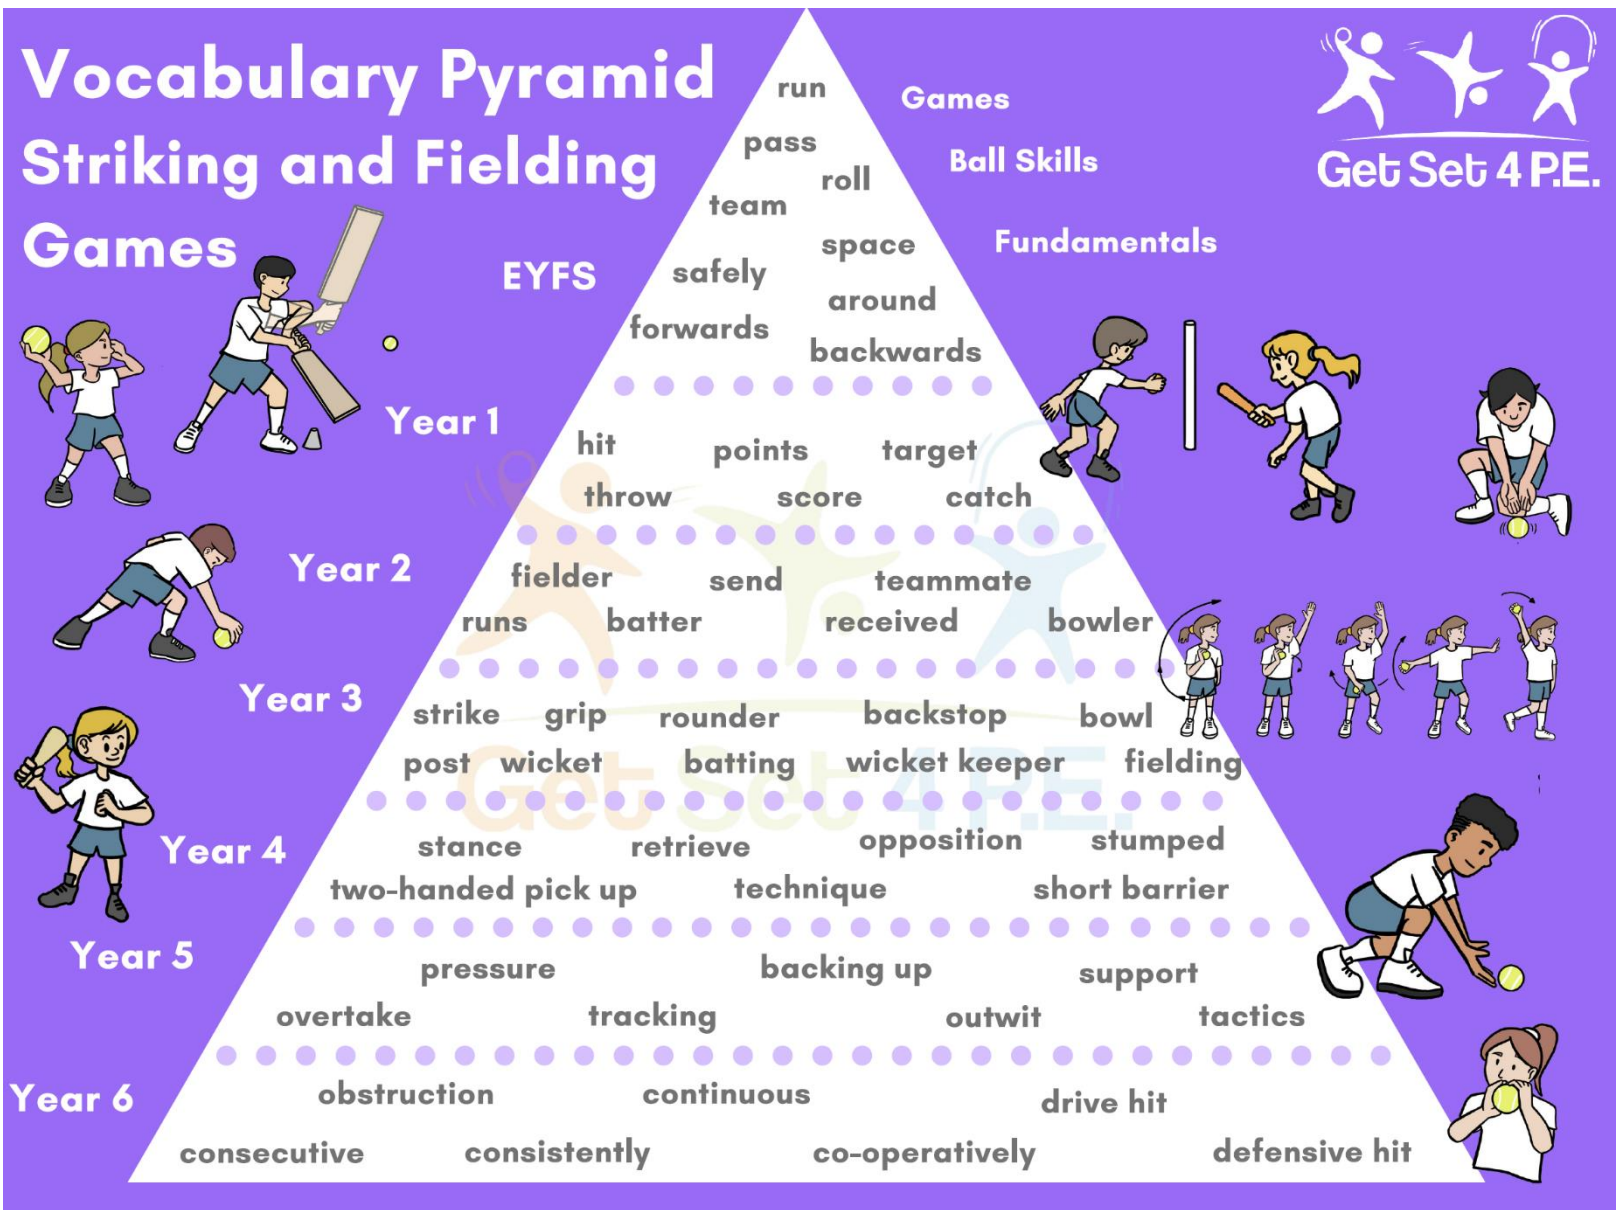 Vocabulary Pyramid
Striking and Fielding
Games
Get Set 4 P.E.
Games
Ball Skills
Fundamentals
EYFS
run
pass
roll
team
space
safely
around
forwards
backwards
Year 1
hit points target
throw score catch
Year 2
fielder send teammate
runs batter received bowler
Year 3
strike grip rounder backstop bowl
post wicket batting wicket keeper fielding
Get Set 4 P.E.
Year 4
stance retrieve opposition stumped
two-handed pick up technique short barrier
Year 5
pressure backing up support
overtake tracking outwit tactics
Year 6
obstruction continuous drive hit
consecutive consistently co-operatively defensive hit